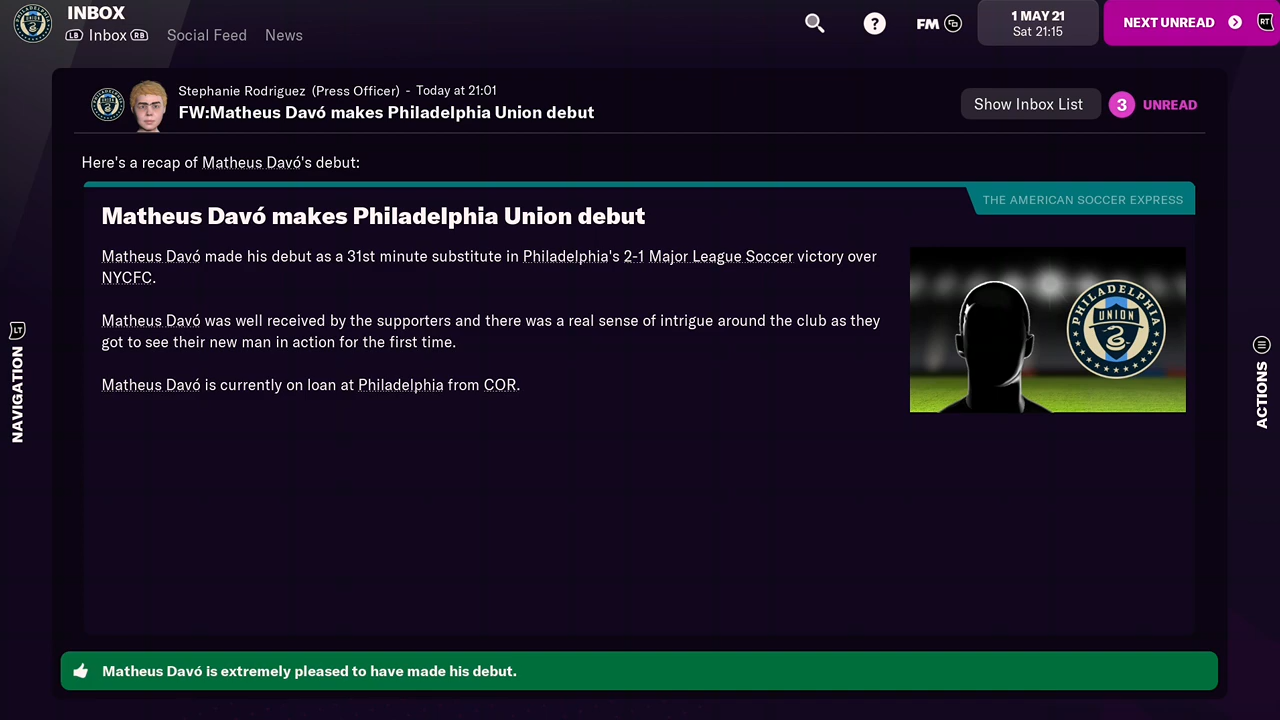 INBOX
LB Inbox RB Social Feed News
FM
1 MAY 21
Sat 21:15
NEXT UNREAD RT
Stephanie Rodriguez (Press Officer) - Today at 21:01
FW:Matheus Davó makes Philadelphia Union debut
Show Inbox List
3 UNREAD
Here's a recap of Matheus Davó's debut:
THE AMERICAN SOCCER EXPRESS
Matheus Davó makes Philadelphia Union debut
Matheus Davó made his debut as a 31st minute substitute in Philadelphia's 2-1 Major League Soccer victory over
NYCFC.
Matheus Davó was well received by the supporters and there was a real sense of intrigue around the club as they
got to see their new man in action for the first time.
Matheus Davó is currently on loan at Philadelphia from COR.
PHILADELPHIA
UNION
NAVIGATION LT
ACTIONS
Matheus Davó is extremely pleased to have made his debut.